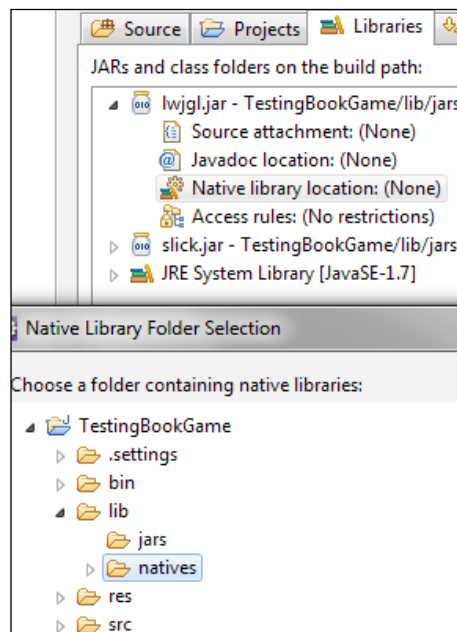 Source Projects Libraries
JARs and class folders on the build path:
lwjgl.jar - TestingBookGame/lib/jars
Source attachment: (None)
Javadoc location: (None)
Native library location: (None)
Access rules: (No restrictions)
slick.jar - TestingBookGame/lib/jars
JRE System Library [JavaSE-1.7]
Native Library Folder Selection
Choose a folder containing native libraries:
TestingBookGame
.settings
bin
lib
jars
natives
res
src